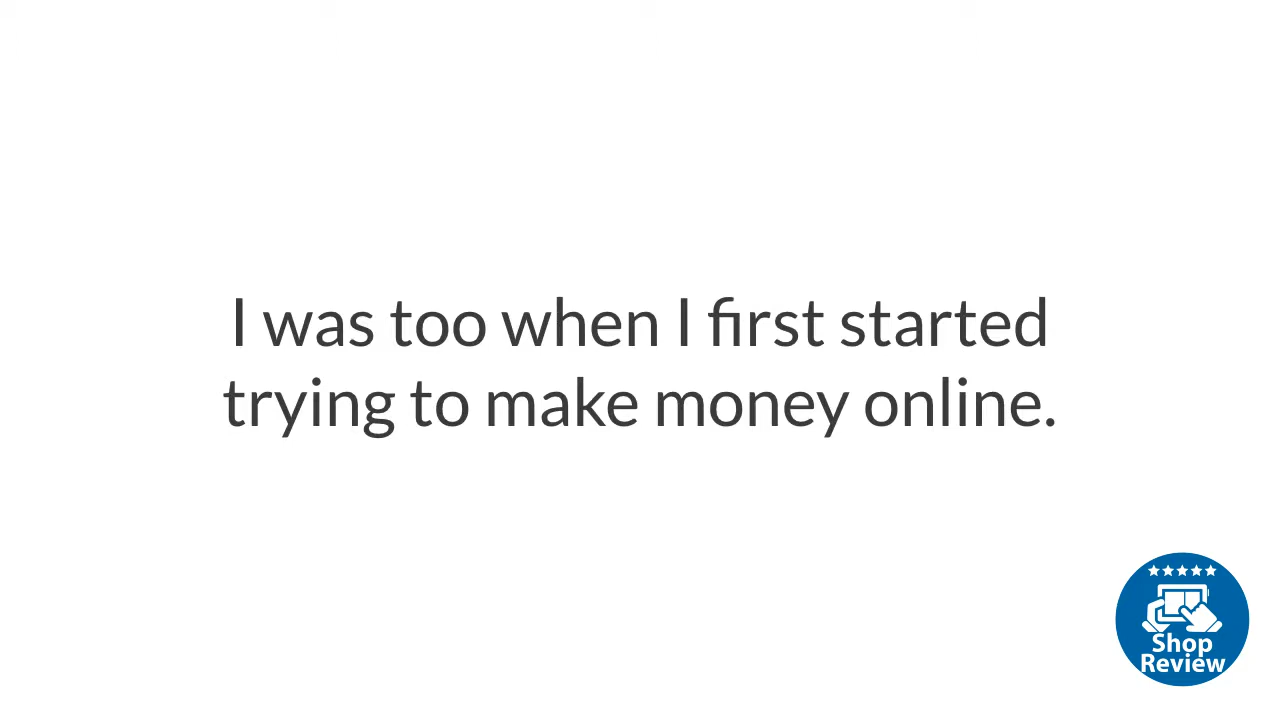 I was too when I first started
trying to make money online.
Shop
Review